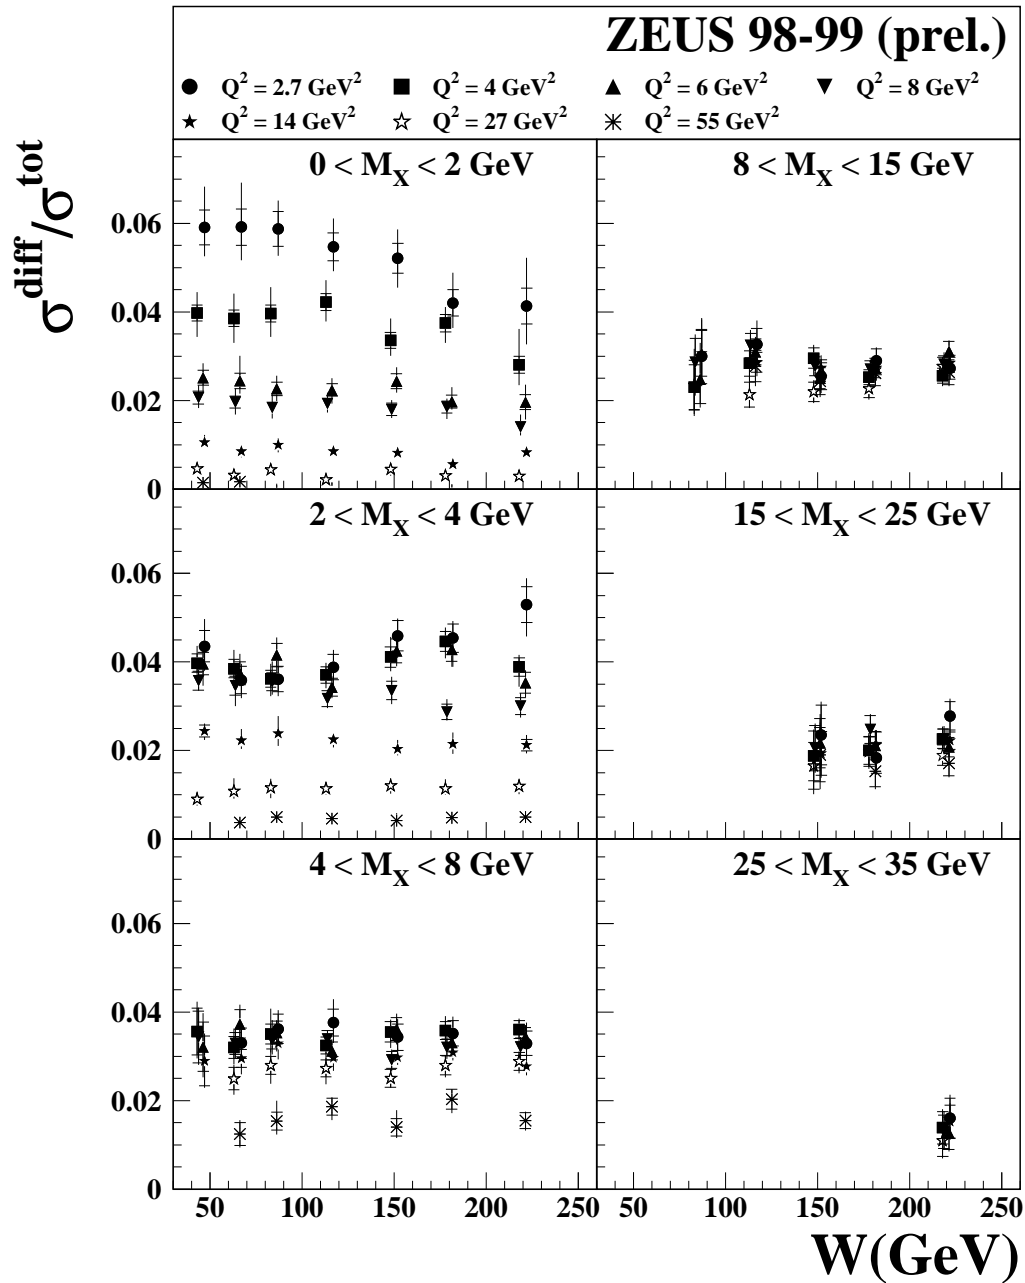 ZEUS 98-99 (prel.)
Q² = 2.7 GeV² Q² = 4 GeV² Q² = 6 GeV² Q² = 8 GeV²
Q² = 14 GeV² Q² = 27 GeV² Q² = 55 GeV²
σ^diff/σ^tot
0 < M_X < 2 GeV
8 < M_X < 15 GeV
0.06
0.04
0.02
0
2 < M_X < 4 GeV
15 < M_X < 25 GeV
0.06
0.04
0.02
0
4 < M_X < 8 GeV
25 < M_X < 35 GeV
0.06
0.04
0.02
0
50 100 150 200 250 50 100 150 200 250
W(GeV)